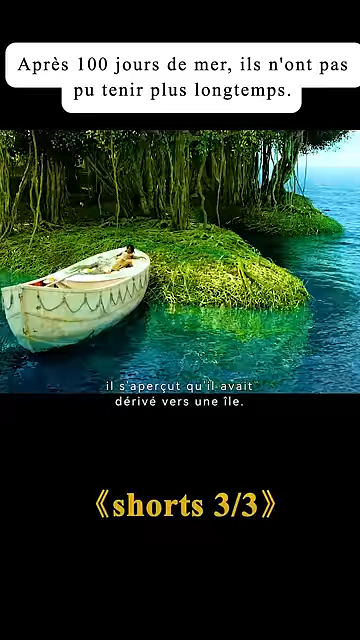 Après 100 jours de mer, ils n'ont pas
pu tenir plus longtemps.
il s'aperçut qu'il avait
dérivé vers une île.
《shorts 3/3》